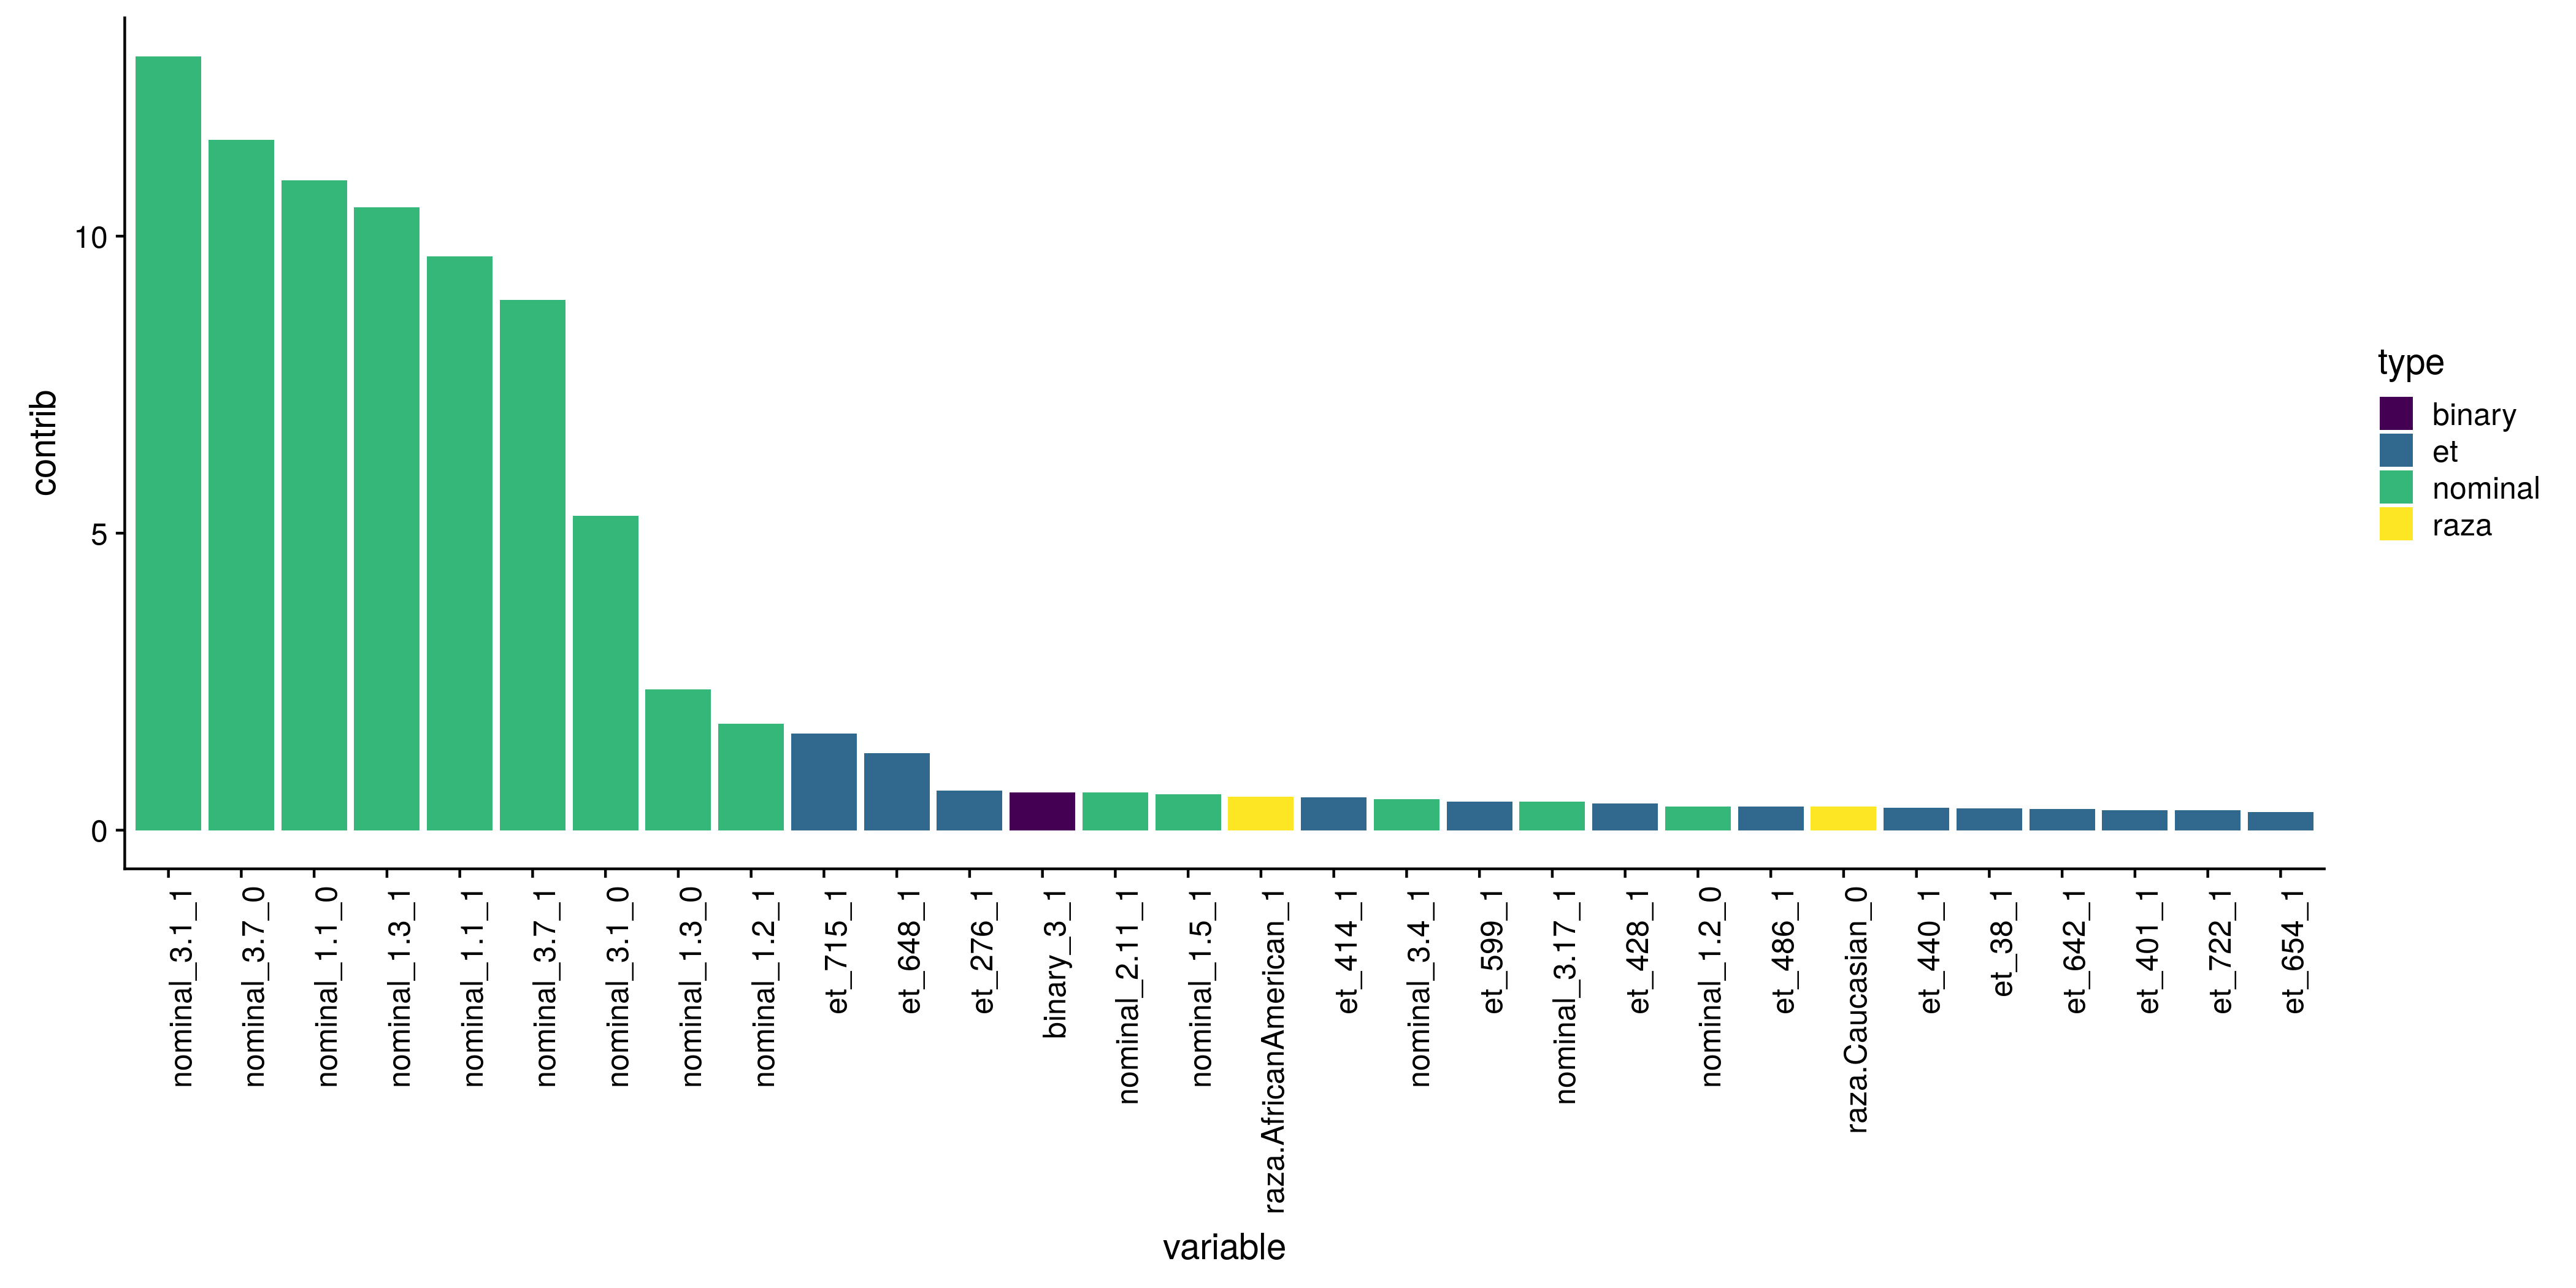 contrib
10
5
0
nominal_3.1_1
nominal_3.7_0
nominal_1.1_0
nominal_1.3_1
nominal_1.1_1
nominal_3.7_1
nominal_3.1_0
nominal_1.3_0
nominal_1.2_1
et_715_1
et_648_1
et_276_1
binary_3_1
nominal_2.11_1
nominal_1.5_1
raza.AfricanAmerican_1
et_414_1
nominal_3.4_1
et_599_1
nominal_3.17_1
et_428_1
nominal_1.2_0
et_486_1
raza.Caucasian_0
et_440_1
et_38_1
et_642_1
et_401_1
et_722_1
et_654_1
variable
type
binary
et
nominal
raza